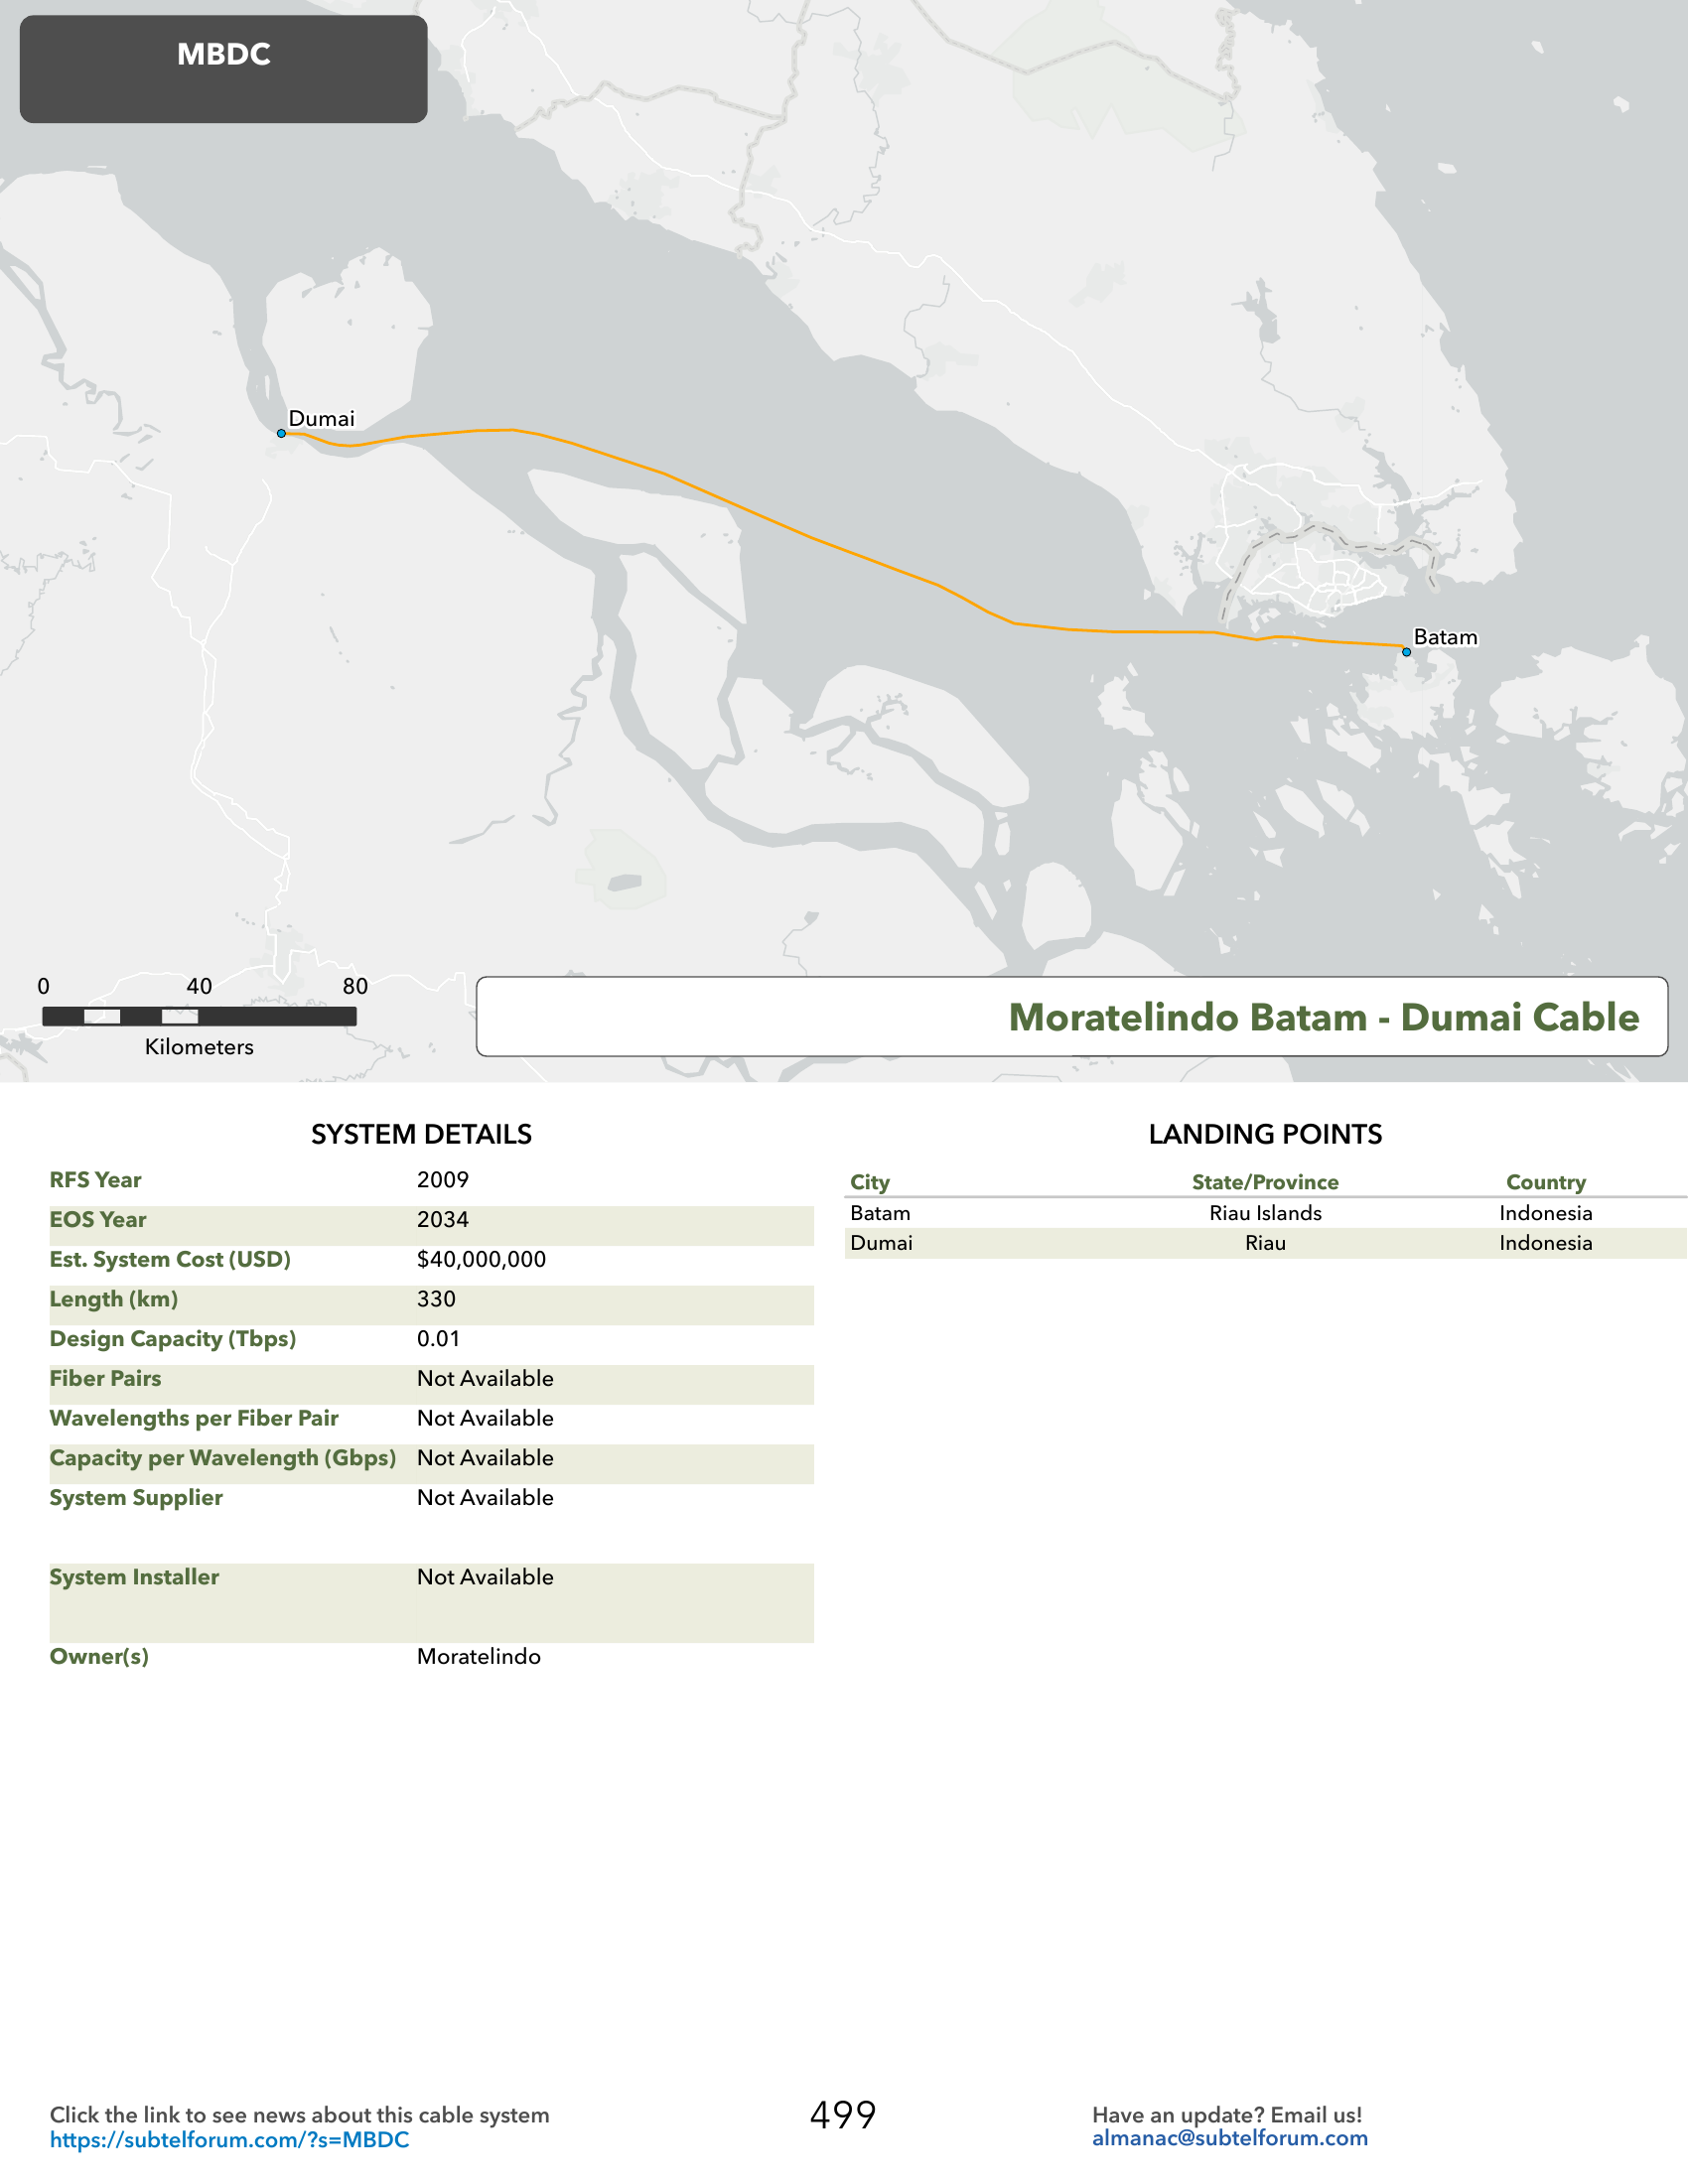 MBDC
Dumai
Batam
0 40 80
Kilometers
Moratelindo Batam - Dumai Cable
SYSTEM DETAILS
RFS Year 2009
EOS Year 2034
Est. System Cost (USD) $40,000,000
Length (km) 330
Design Capacity (Tbps) 0.01
Fiber Pairs Not Available
Wavelengths per Fiber Pair Not Available
Capacity per Wavelength (Gbps) Not Available
System Supplier Not Available
System Installer Not Available
Owner(s) Moratelindo
LANDING POINTS
City State/Province Country
Batam Riau Islands Indonesia
Dumai Riau Indonesia
Click the link to see news about this cable system
https://subtelforum.com/?s=MBDC
499
Have an update? Email us!
almanac@subtelforum.com